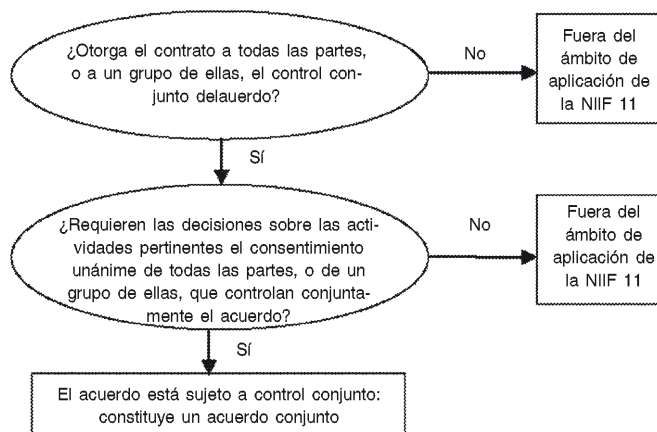 ¿Otorga el contrato a todas las partes,
o a un grupo de ellas, el control con-
junto delauerdo?
No
Fuera del
ámbito de
aplicación de
la NIIF 11
Sí
¿Requieren las decisiones sobre las acti-
vidades pertinentes el consentimiento
unánime de todas las partes, o de un
grupo de ellas, que controlan conjunta-
mente el acuerdo?
No
Fuera del
ámbito de
aplicación de
la NIIF 11
Sí
El acuerdo está sujeto a control conjunto:
constituye un acuerdo conjunto